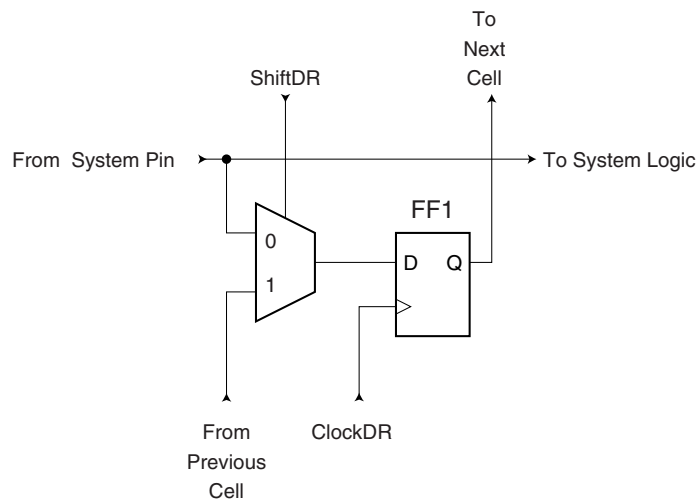 To
Next
Cell
ShiftDR
From System Pin
To System Logic
FF1
0
D Q
1
From
Previous
Cell
ClockDR